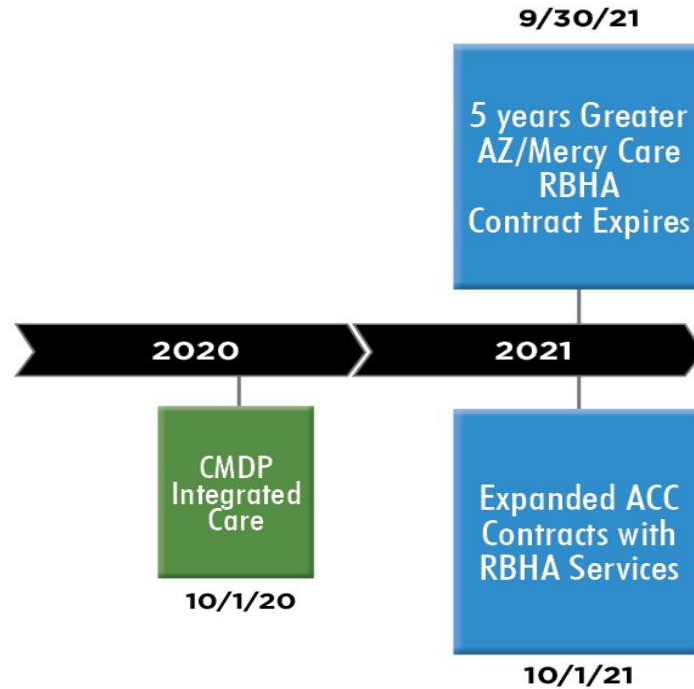 9/30/21
5 years Greater
AZ/Mercy Care
RBHA
Contract Expires
2020
2021
CMDP
Integrated
Care
10/1/20
Expanded ACC
Contracts with
RBHA Services
10/1/21